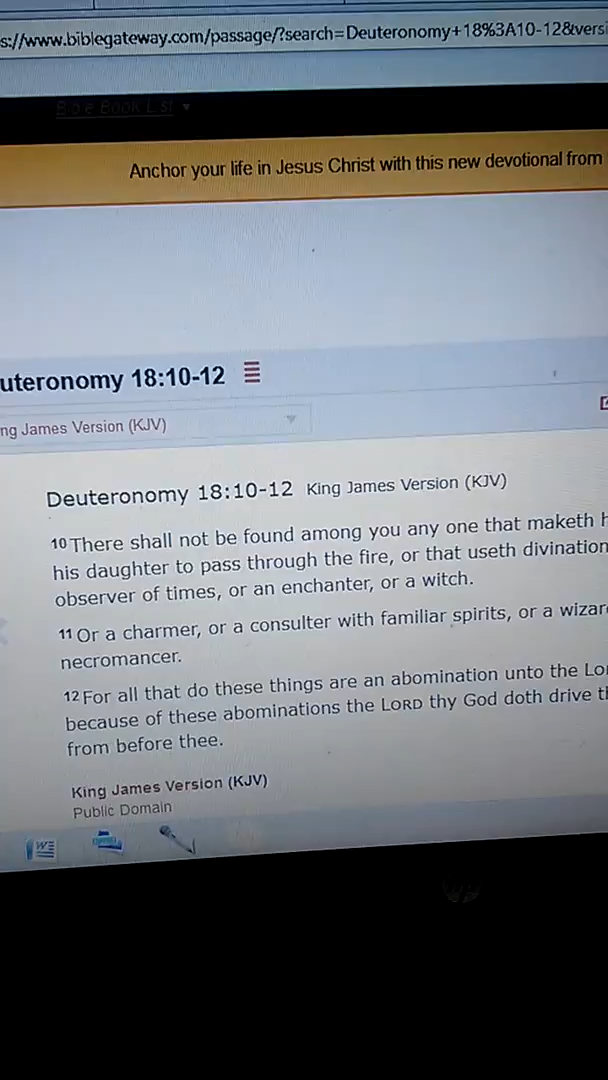 s://www.biblegateway.com/passage/?search=Deuteronomy+18%3A10-12&versi
Bible Book List
Anchor your life in Jesus Christ with this new devotional from
uteronomy 18:10-12
ng James Version (KJV)
Deuteronomy 18:10-12 King James Version (KJV)
10 There shall not be found among you any one that maketh h
his daughter to pass through the fire, or that useth divination
observer of times, or an enchanter, or a witch.
11 Or a charmer, or a consulter with familiar spirits, or a wizar
necromancer.
12 For all that do these things are an abomination unto the Lo
because of these abominations the LORD thy God doth drive th
from before thee.
King James Version (KJV)
Public Domain
W